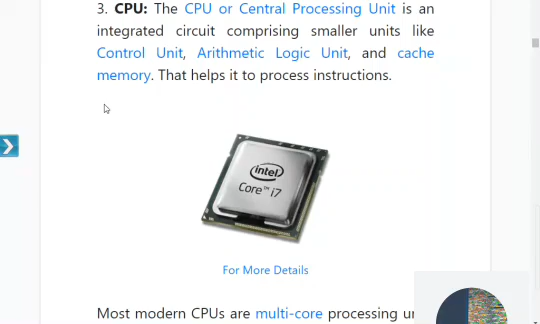 3. CPU: The CPU or Central Processing Unit is an
integrated circuit comprising smaller units like
Control Unit, Arithmetic Logic Unit, and cache
memory. That helps it to process instructions.
intel
Core™ i7
For More Details
Most modern CPUs are multi-core processing